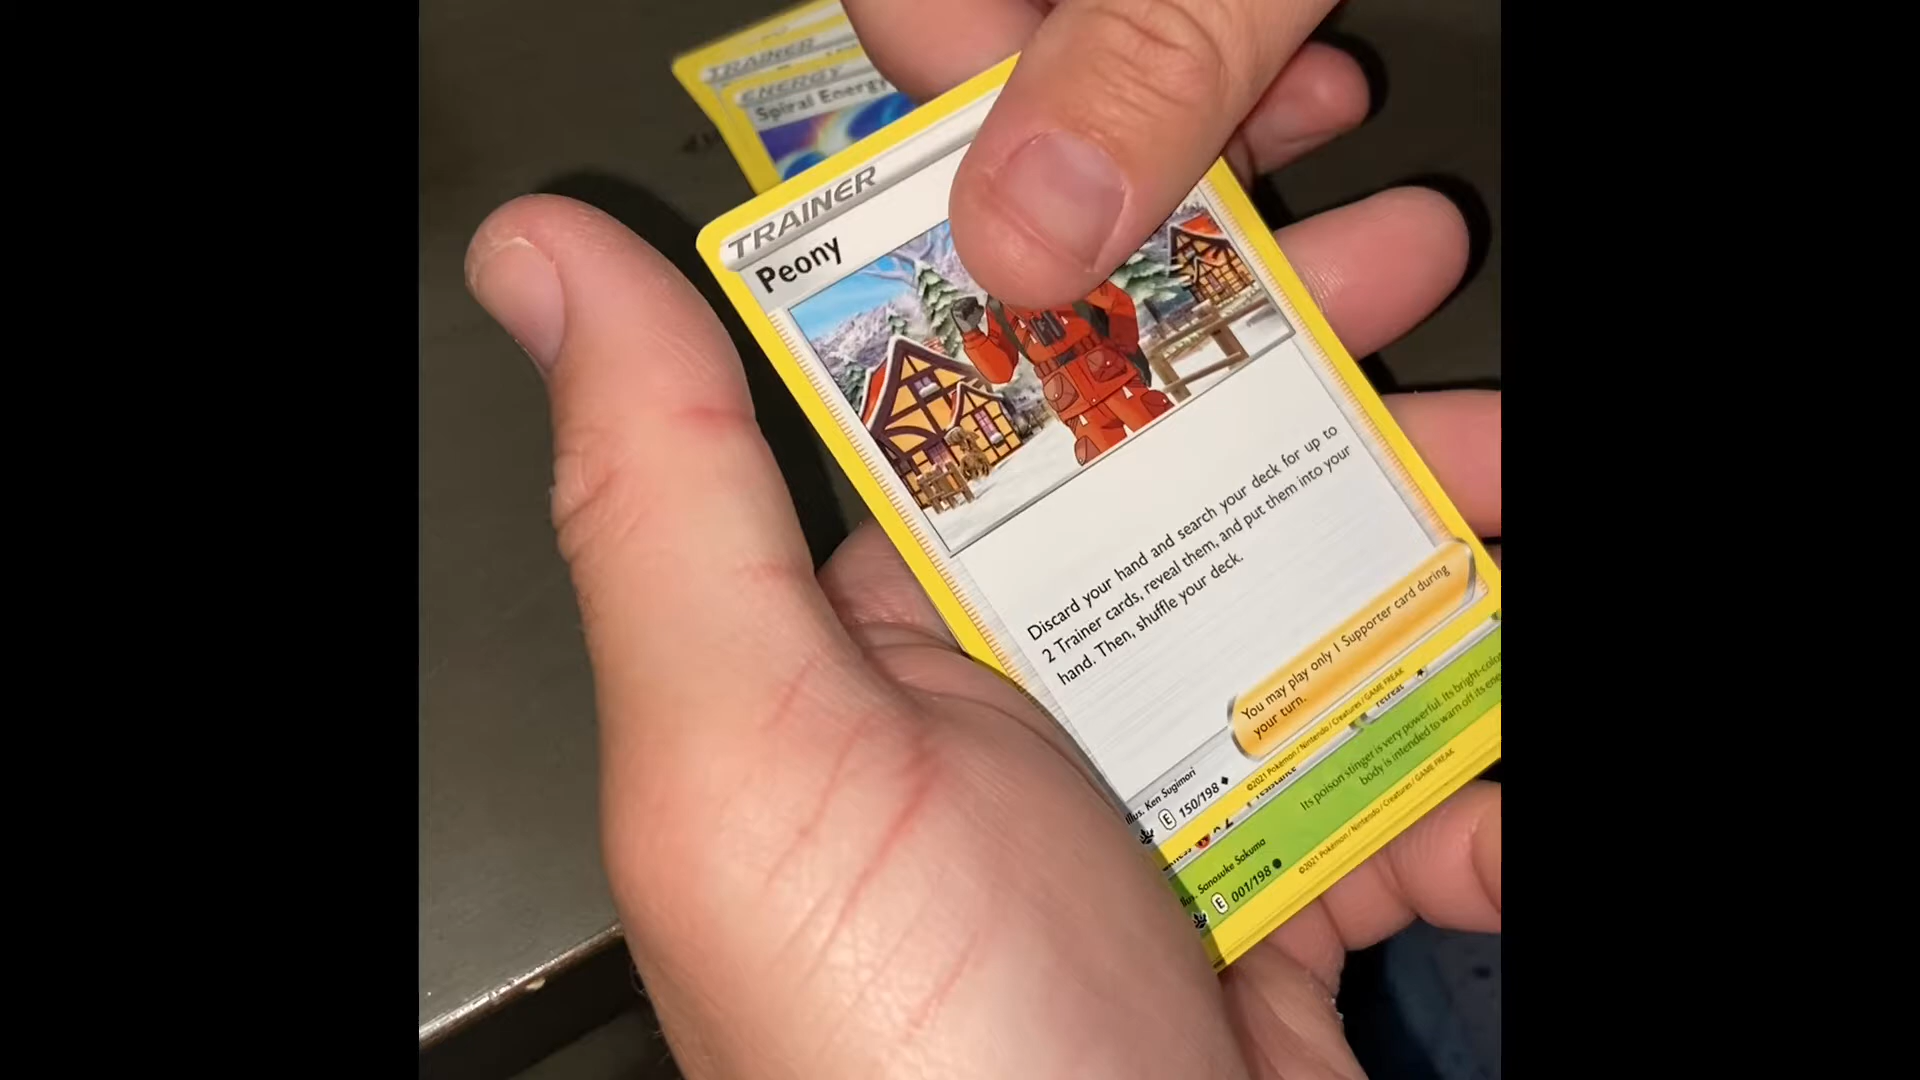 TRAINER
ENERGY
Spiral Energy
TRAINER
Peony
Discard your hand and search your deck for up to
2 Trainer cards, reveal them, and put them into your
hand. Then, shuffle your deck.
You may play only 1 Supporter card during
your turn.
Illus. Ken Sugimori
©2021 Pokémon / Nintendo / Creatures / GAME FREAK
E 150/198
retreat
Its poison stinger is very powerful. Its bright-colored
body is intended to warn off its
Illus. Sanosuke Sakuma
E 001/198
©2021 Pokémon / Nintendo / Creatures / GAME FREAK